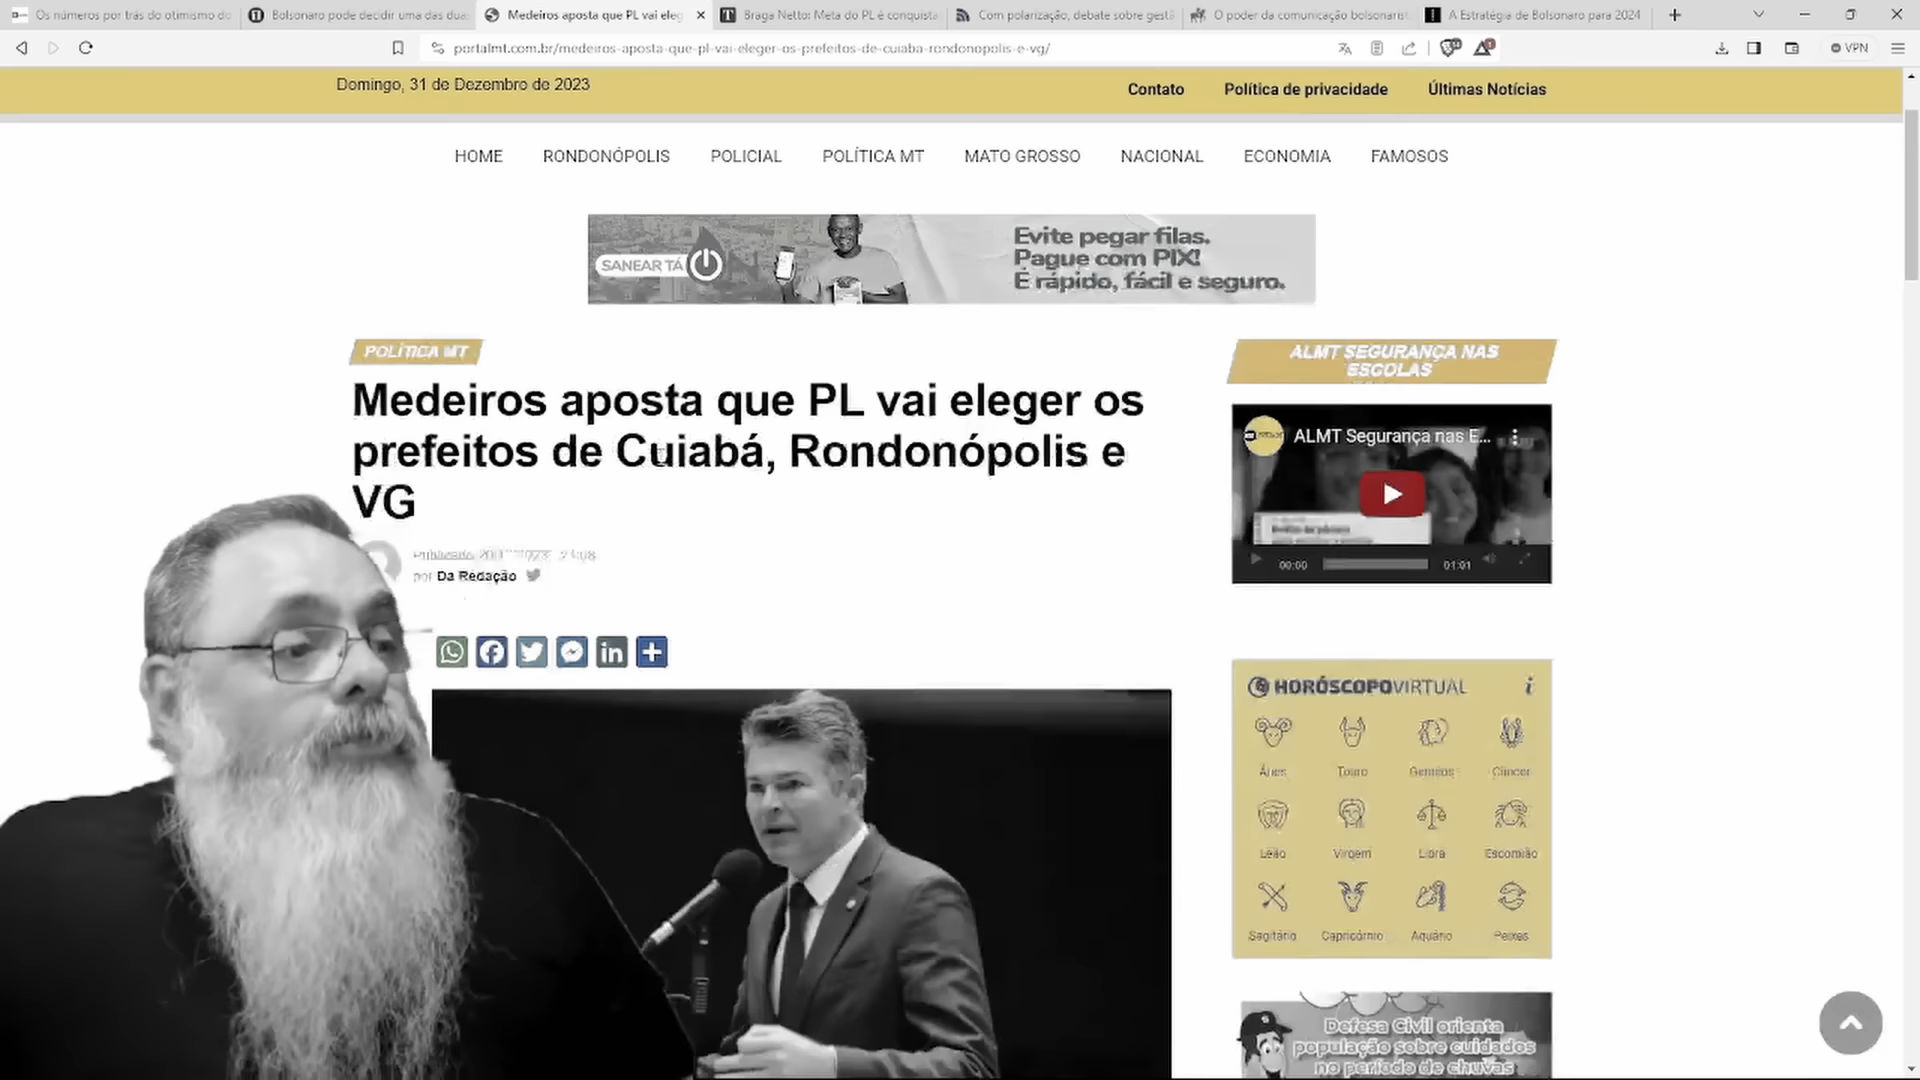 Os números por trás do otimismo do
Bolsonaro pode decidir uma das dua
Medeiros aposta que PL vai eleg
Braga Netto: Meta do PL é conquista
Com polarização, debate sobre gestã
O poder da comunicação bolsonarist
A Estratégia de Bolsonaro para 2024
portalmt.com.br/medeiros-aposta-que-pl-vai-eleger-os-prefeitos-de-cuiaba-rondonopolis-e-vg/
VPN
Domingo, 31 de Dezembro de 2023
Contato
Política de privacidade
Últimas Notícias
HOME
RONDONÓPOLIS
POLICIAL
POLÍTICA MT
MATO GROSSO
NACIONAL
ECONOMIA
FAMOSOS
SANEAR TÁ
Evite pegar filas.
Pague com PIX!
É rápido, fácil e seguro.
POLÍTICA MT
Medeiros aposta que PL vai eleger os
prefeitos de Cuiabá, Rondonópolis e
VG
Publicado
por Da Redação
ALMT SEGURANÇA NAS
ESCOLAS
ALMT Segurança nas E...
00:00
01:01
HORÓSCOPOVIRTUAL
Áries
Touro
Gêmeos
Câncer
Leão
Virgem
Libra
Escorpião
Sagitário
Capricórnio
Aquário
Peixes
Defesa Civil orienta
população sobre cuidados
no período de chuvas